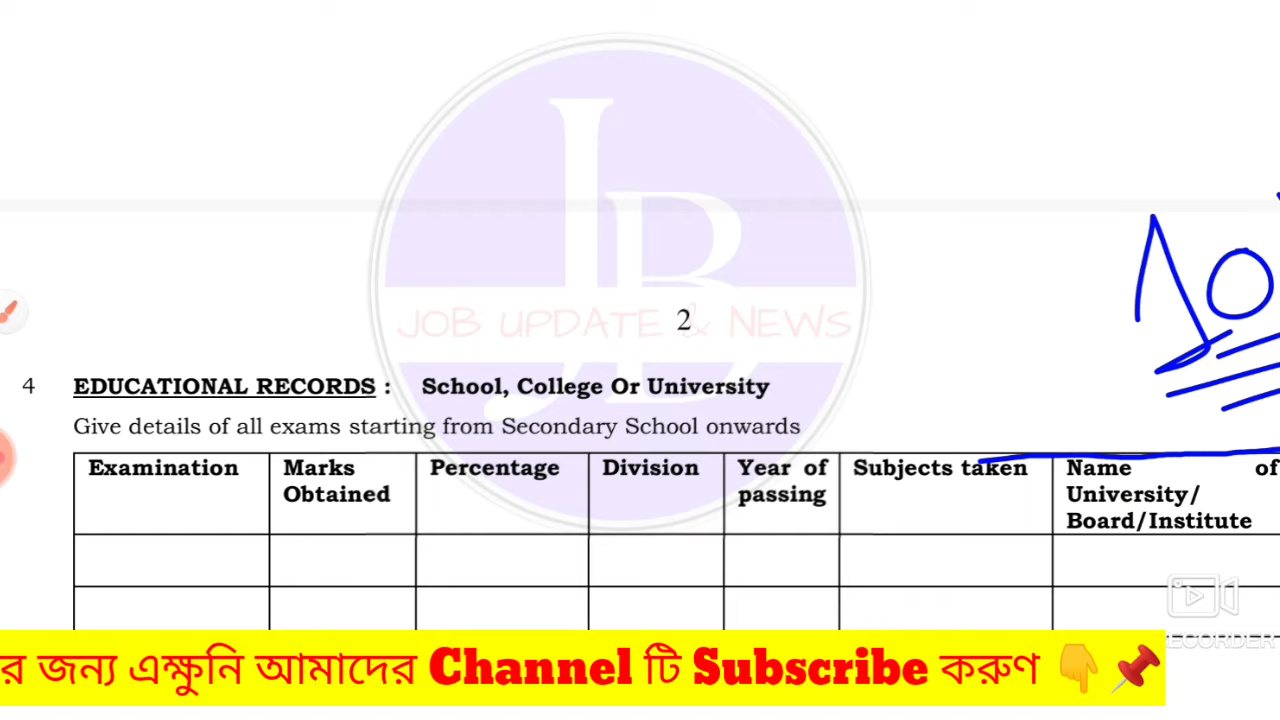 JB
JOB UPDATE & NEWS
2
4 EDUCATIONAL RECORDS : School, College Or University
Give details of all exams starting from Secondary School onwards
Examination Marks Obtained Percentage Division Year of passing Subjects taken Name of University/ Board/Institute
র জন্য এক্ষুনি আমাদের Channel টি Subscribe করুণ 👇📌
RECORDER